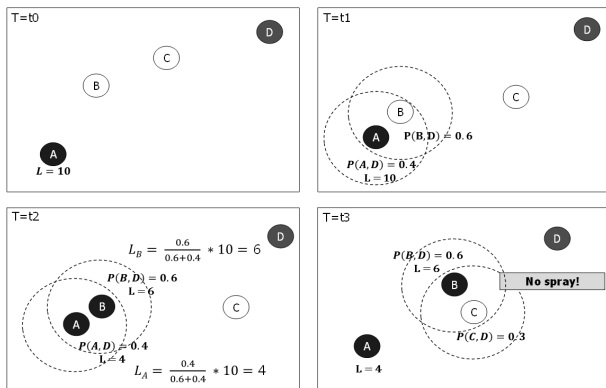 T=t0
D
C
B
A
L = 10
T=t1
D
C
B
P(B,D) = 0.6
A
P(A,D) = 0.4
L = 10
T=t2
D
L_B = \frac{0.6}{0.6+0.4} * 10 = 6
P(B,D) = 0.6
L = 6
B
C
A
P(A,D) = 0.4
L = 4
L_A = \frac{0.4}{0.6+0.4} * 10 = 4
T=t3
D
P(B,D) = 0.6
L = 6
No spray!
B
C
P(C,D) = 0.3
A
L = 4